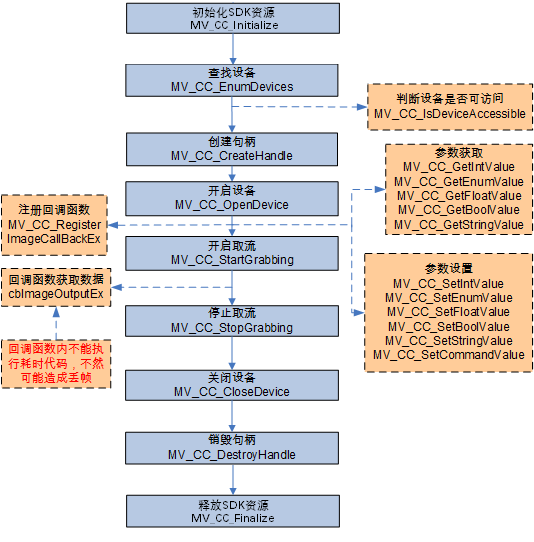 初始化SDK资源
MV_CC_Initialize
查找设备
MV_CC_EnumDevices
判断设备是否可访问
MV_CC_IsDeviceAccessible
创建句柄
MV_CC_CreateHandle
参数获取
MV_CC_GetIntValue
MV_CC_GetEnumValue
MV_CC_GetFloatValue
MV_CC_GetBoolValue
MV_CC_GetStringValue
开启设备
MV_CC_OpenDevice
注册回调函数
MV_CC_Register
ImageCallBackEx
开启取流
MV_CC_StartGrabbing
参数设置
MV_CC_SetIntValue
MV_CC_SetEnumValue
MV_CC_SetFloatValue
MV_CC_SetBoolValue
MV_CC_SetStringValue
MV_CC_SetCommandValue
回调函数获取数据
cbImageOutputEx
停止取流
MV_CC_StopGrabbing
回调函数内不能执
行耗时代码，不然
可能造成丢帧
关闭设备
MV_CC_CloseDevice
销毁句柄
MV_CC_DestroyHandle
释放SDK资源
MV_CC_Finalize